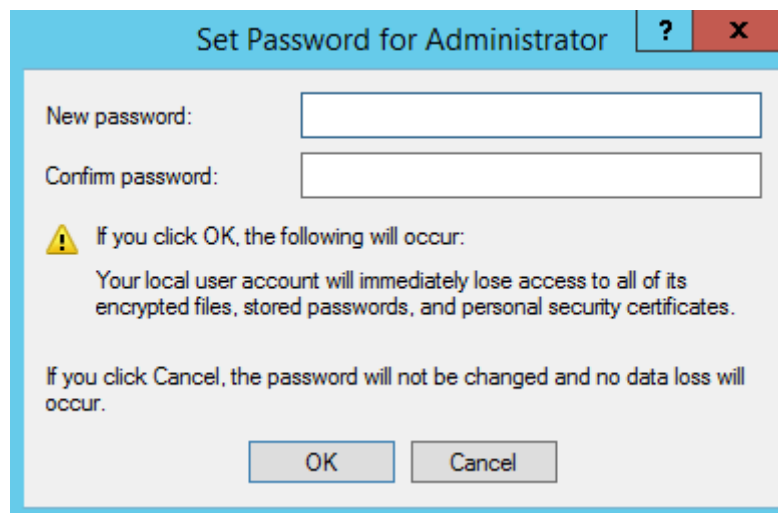 Set Password for Administrator
?
x
New password:
Confirm password:
If you click OK, the following will occur:
Your local user account will immediately lose access to all of its
encrypted files, stored passwords, and personal security certificates.
If you click Cancel, the password will not be changed and no data loss will
occur.
OK
Cancel